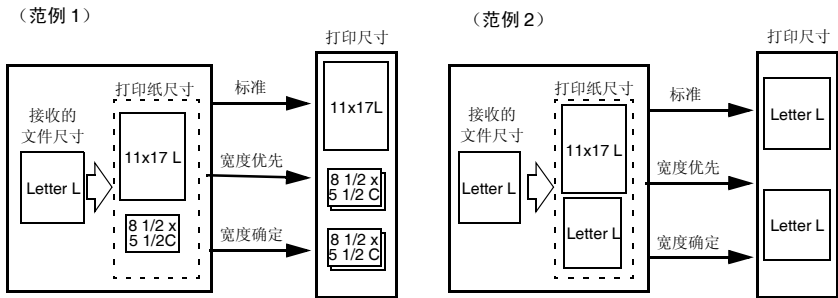 （范例 1）
打印尺寸
打印纸尺寸
接收的
文件尺寸
Letter L
11x17 L
8 1/2 x
5 1/2C
标准
宽度优先
宽度确定
11x17L
8 1/2 x
5 1/2 C
8 1/2 x
5 1/2 C
（范例 2）
打印尺寸
打印纸尺寸
接收的
文件尺寸
Letter L
11x17 L
Letter L
标准
宽度优先
宽度确定
Letter L
Letter L